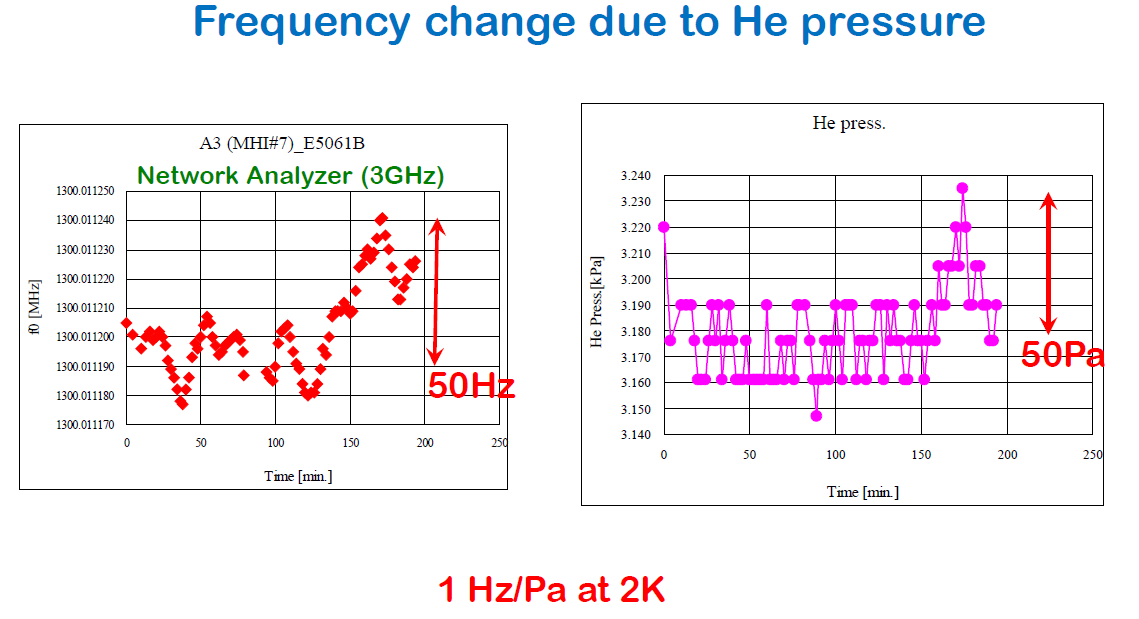 Frequency change due to He pressure
A3 (MHI#7)_E5061B
Network Analyzer (3GHz)
1300.011250
1300.011240
1300.011230
1300.011220
1300.011210
1300.011200
1300.011190
1300.011180
1300.011170
f0 [MHz]
0 50 100 150 200 250
Time [min.]
50Hz
He press.
3.240
3.230
3.220
3.210
3.200
3.190
3.180
3.170
3.160
3.150
3.140
He Press.[kPa]
0 50 100 150 200 250
Time [min.]
50Pa
1 Hz/Pa at 2K